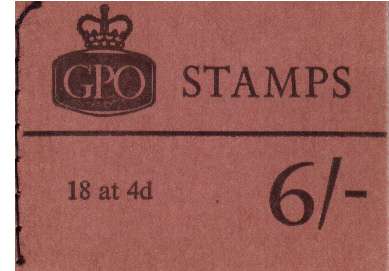 GPO STAMPS
18 at 4d 6/-